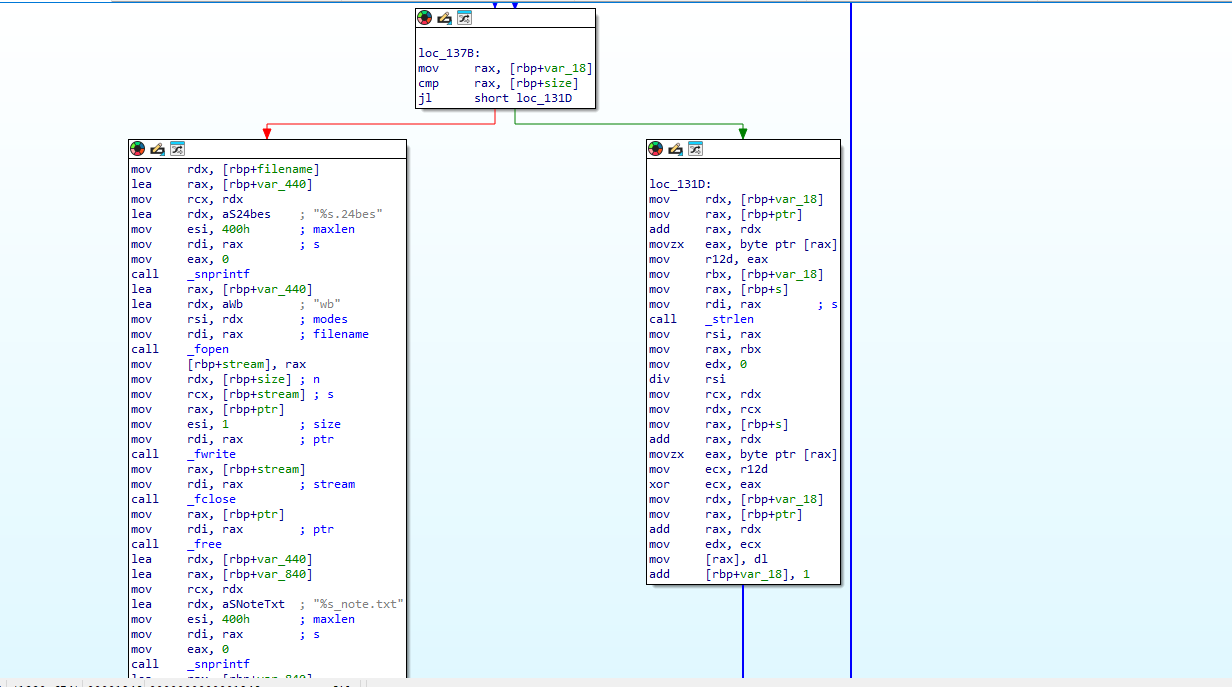 loc_137B:
mov rax, [rbp+var_18]
cmp rax, [rbp+size]
jl short loc_131D
mov rdx, [rbp+filename]
lea rax, [rbp+var_440]
mov rcx, rdx
lea rdx, aS24bes ; "%s.24bes"
mov esi, 400h ; maxlen
mov rdi, rax ; s
mov eax, 0
call _snprintf
lea rax, [rbp+var_440]
lea rdx, aWb ; "wb"
mov rsi, rdx ; modes
mov rdi, rax ; filename
call _fopen
mov [rbp+stream], rax
mov rdx, [rbp+size] ; n
mov rcx, [rbp+stream] ; s
mov rax, [rbp+ptr]
mov esi, 1 ; size
mov rdi, rax ; ptr
call _fwrite
mov rax, [rbp+stream]
mov rdi, rax ; stream
call _fclose
mov rax, [rbp+ptr]
mov rdi, rax ; ptr
call _free
lea rdx, [rbp+var_440]
lea rax, [rbp+var_840]
mov rcx, rdx
lea rdx, aSNoteTxt ; "%s_note.txt"
mov esi, 400h ; maxlen
mov rdi, rax ; s
mov eax, 0
call _snprintf
loc_131D:
mov rdx, [rbp+var_18]
mov rax, [rbp+ptr]
add rax, rdx
movzx eax, byte ptr [rax]
mov r12d, eax
mov rbx, [rbp+var_18]
mov rax, [rbp+s]
mov rdi, rax ; s
call _strlen
mov rsi, rax
mov rax, rbx
mov edx, 0
div rsi
mov rcx, rdx
mov rdx, rcx
mov rax, [rbp+s]
add rax, rdx
movzx eax, byte ptr [rax]
mov ecx, r12d
xor ecx, eax
mov rdx, [rbp+var_18]
mov rax, [rbp+ptr]
add rax, rdx
mov edx, ecx
mov [rax], dl
add [rbp+var_18], 1